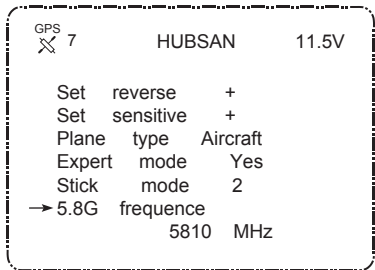 GPS 7 HUBSAN 11.5V
Set reverse +
Set sensitive +
Plane type Aircraft
Expert mode Yes
Stick mode 2
→ 5.8G frequence
5810 MHz